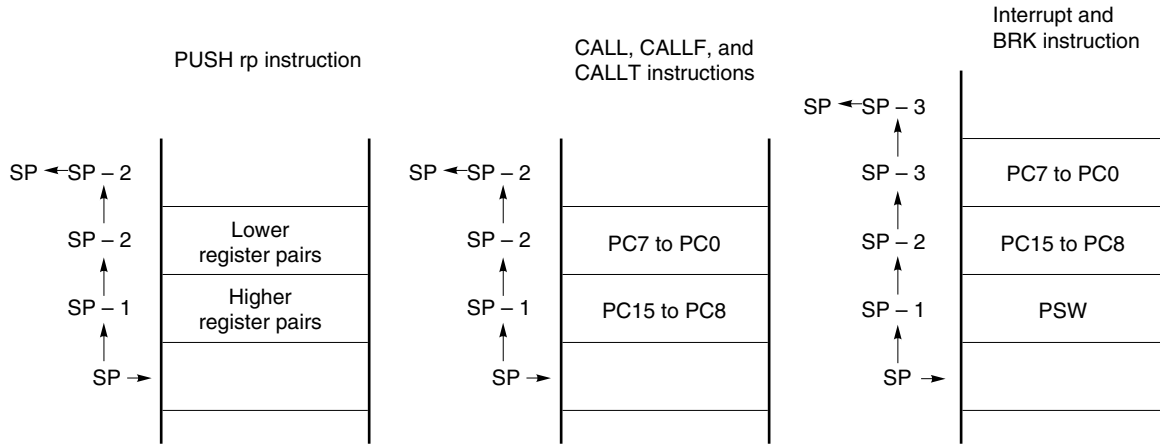 PUSH rp instruction
SP
SP – 2
SP – 2
Lower
register pairs
SP – 1
Higher
register pairs
SP
CALL, CALLF, and
CALLT instructions
SP
SP – 2
SP – 2
PC7 to PC0
SP – 1
PC15 to PC8
SP
Interrupt and
BRK instruction
SP
SP – 3
SP – 3
PC7 to PC0
SP – 2
PC15 to PC8
SP – 1
PSW
SP